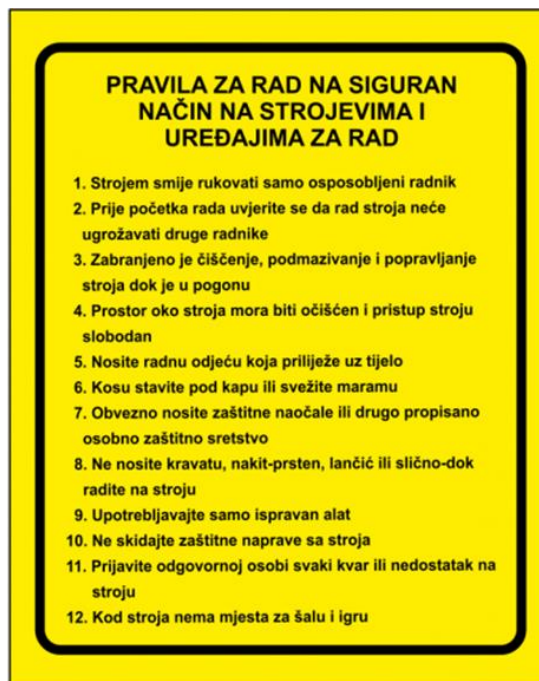 PRAVILA ZA RAD NA SIGURAN
NAČIN NA STROJEVIMA I
UREĐAJIMA ZA RAD
1. Strojem smije rukovati samo osposobljeni radnik
2. Prije početka rada uvjerite se da rad stroja neće
ugrožavati druge radnike
3. Zabranjeno je čiščenje, podmazivanje i popravljanje
stroja dok je u pogonu
4. Prostor oko stroja mora biti očišćen i pristup stroju
slobodan
5. Nosite radnu odjeću koja priliježe uz tijelo
6. Kosu stavite pod kapu ili svežite maramu
7. Obvezno nosite zaštitne naočale ili drugo propisano
osobno zaštitno sretstvo
8. Ne nosite kravatu, nakit-prsten, lančić ili slično-dok
radite na stroju
9. Upotrebljavajte samo ispravan alat
10. Ne skidajte zaštitne naprave sa stroja
11. Prijavite odgovornoj osobi svaki kvar ili nedostatak na
stroju
12. Kod stroja nema mjesta za šalu i igru